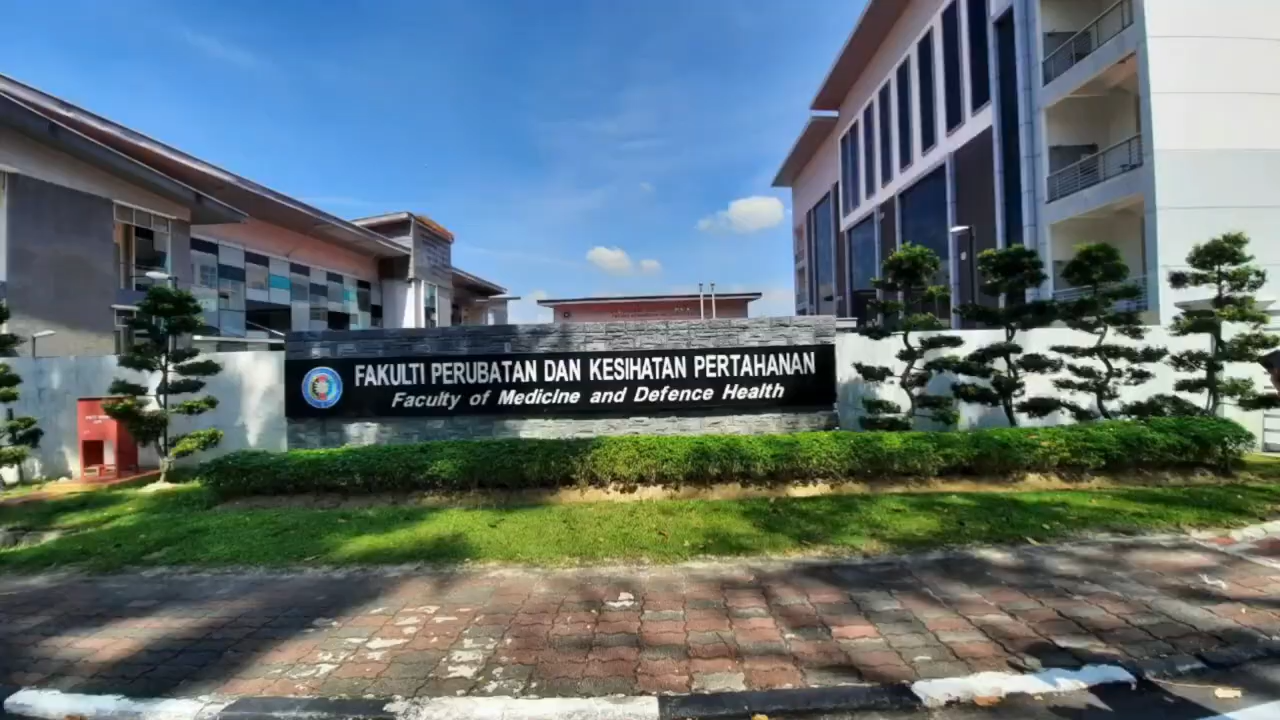 FAKULTI PERUBATAN DAN KESIHATAN PERTAHANAN
Faculty of Medicine and Defence Health